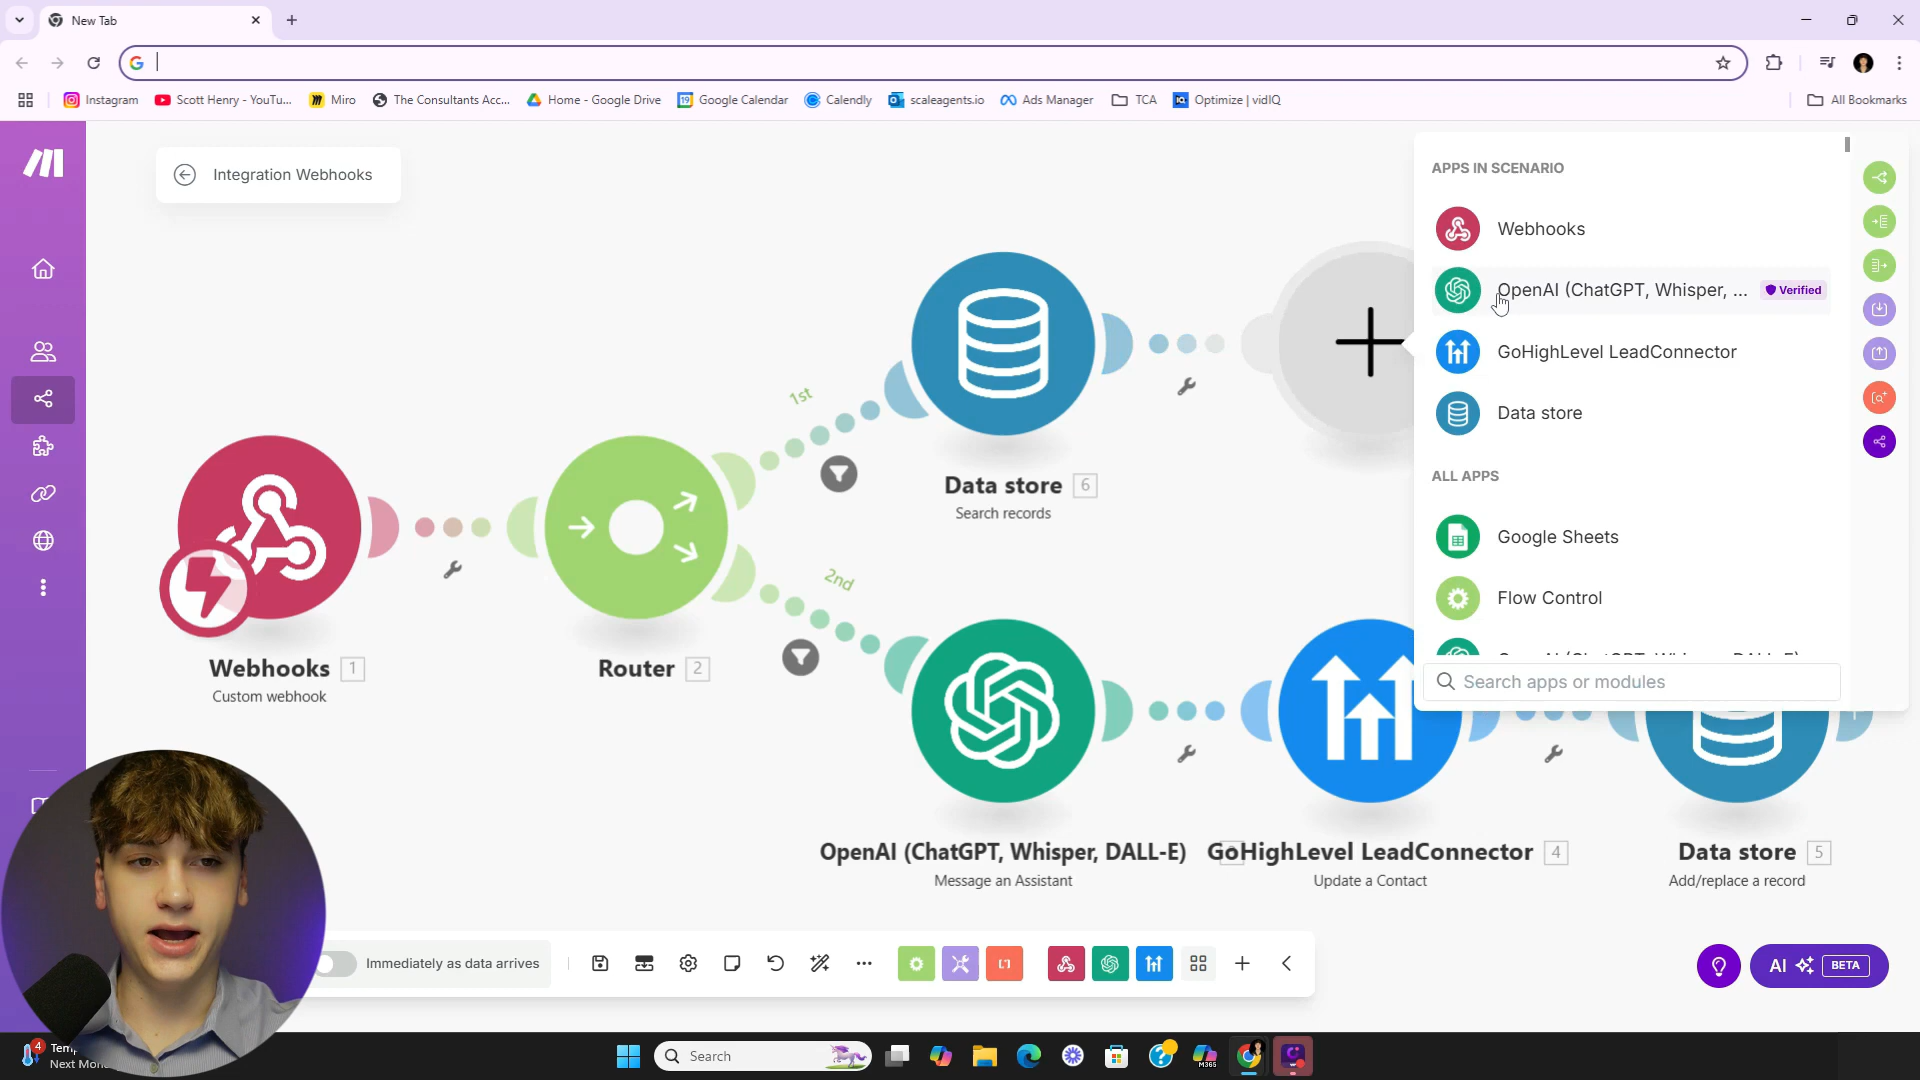 New Tab
Instagram
Scott Henry - YouTu...
Miro
The Consultants Acc...
Home - Google Drive
Google Calendar
Calendly
scaleagents.io
Ads Manager
TCA
Optimize | vidIQ
All Bookmarks
Integration Webhooks
APPS IN SCENARIO
Webhooks
OpenAI (ChatGPT, Whisper, ...
Verified
GoHighLevel LeadConnector
Data store
ALL APPS
Google Sheets
Flow Control
Search apps or modules
1st
Data store 6
Search records
2nd
Webhooks 1
Custom webhook
Router 2
OpenAI (ChatGPT, Whisper, DALL-E)
Message an Assistant
GoHighLevel LeadConnector 4
Update a Contact
Data store 5
Add/replace a record
Immediately as data arrives
AI BETA
4
Next Mon
Search
M365